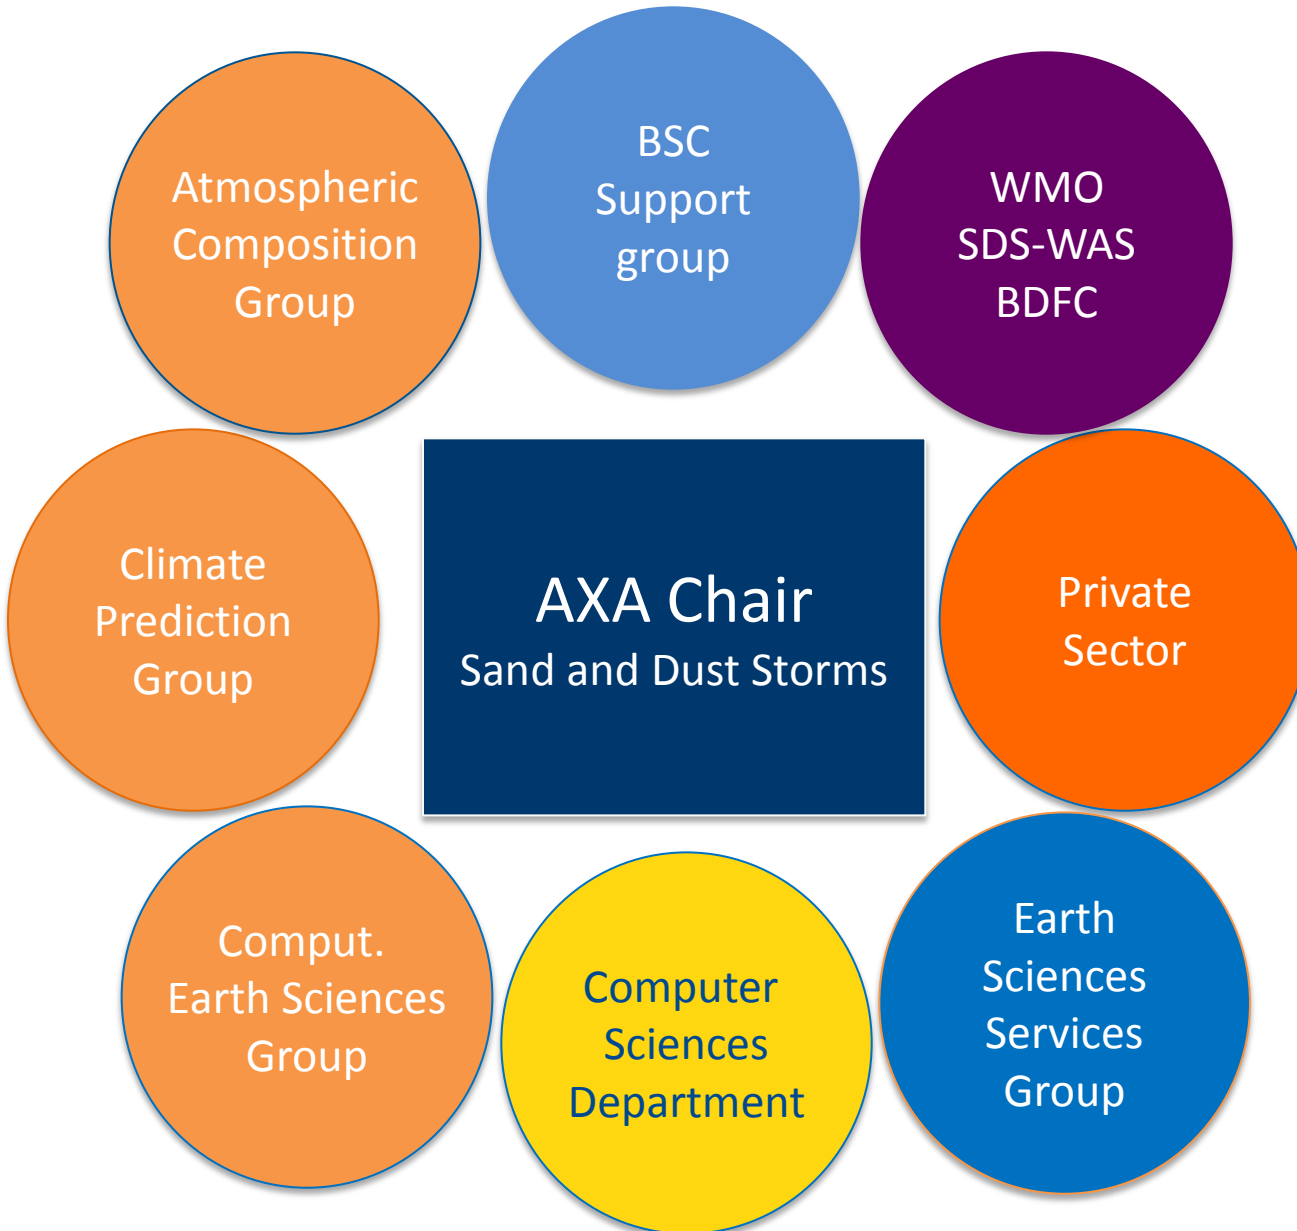 Atmospheric
Composition
Group
BSC
Support
group
WMO
SDS-WAS
BDFC
Climate
Prediction
Group
AXA Chair
Sand and Dust Storms
Private
Sector
Comput.
Earth Sciences
Group
Computer
Sciences
Department
Earth
Sciences
Services
Group